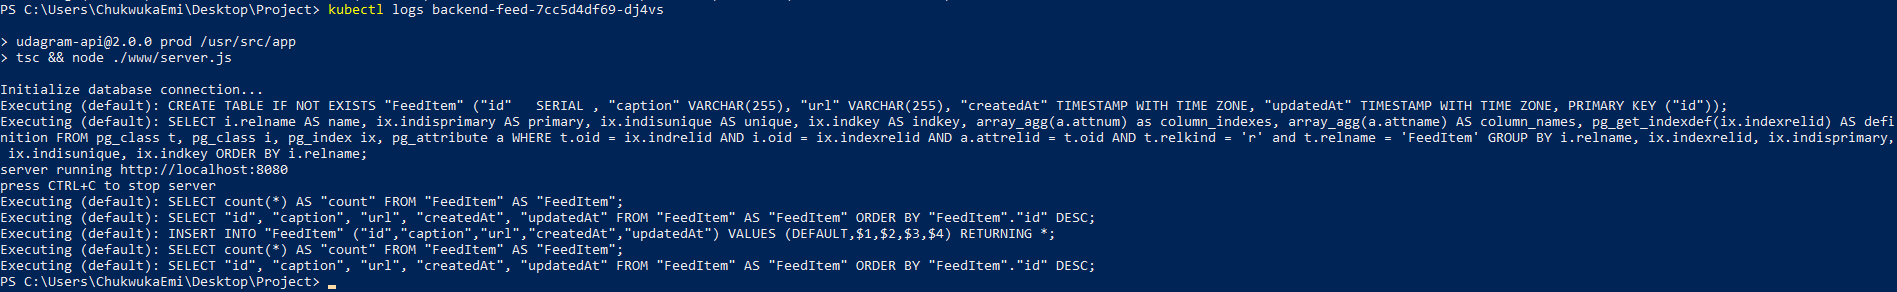 PS C:\Users\ChukwukaEmi\Desktop\Project> kubectl logs backend-feed-7cc5d4df69-dj4vs
> udagram-api@2.0.0 prod /usr/src/app
> tsc && node ./www/server.js
Initialize database connection...
Executing (default): CREATE TABLE IF NOT EXISTS "FeedItem" ("id"   SERIAL , "caption" VARCHAR(255), "url" VARCHAR(255), "createdAt" TIMESTAMP WITH TIME ZONE, "updatedAt" TIMESTAMP WITH TIME ZONE, PRIMARY KEY ("id"));
Executing (default): SELECT i.relname AS name, ix.indisprimary AS primary, ix.indisunique AS unique, ix.indkey AS indkey, array_agg(a.attnum) as column_indexes, array_agg(a.attname) AS column_names, pg_get_indexdef(ix.indexrelid) AS defi
nition FROM pg_class t, pg_class i, pg_index ix, pg_attribute a WHERE t.oid = ix.indrelid AND i.oid = ix.indexrelid AND a.attrelid = t.oid AND t.relkind = 'r' and t.relname = 'FeedItem' GROUP BY i.relname, ix.indexrelid, ix.indisprimary,
 ix.indisunique, ix.indkey ORDER BY i.relname;
server running http://localhost:8080
press CTRL+C to stop server
Executing (default): SELECT count(*) AS "count" FROM "FeedItem" AS "FeedItem";
Executing (default): SELECT "id", "caption", "url", "createdAt", "updatedAt" FROM "FeedItem" AS "FeedItem" ORDER BY "FeedItem"."id" DESC;
Executing (default): INSERT INTO "FeedItem" ("id","caption","url","createdAt","updatedAt") VALUES (DEFAULT,$1,$2,$3,$4) RETURNING *;
Executing (default): SELECT count(*) AS "count" FROM "FeedItem" AS "FeedItem";
Executing (default): SELECT "id", "caption", "url", "createdAt", "updatedAt" FROM "FeedItem" AS "FeedItem" ORDER BY "FeedItem"."id" DESC;
PS C:\Users\ChukwukaEmi\Desktop\Project>